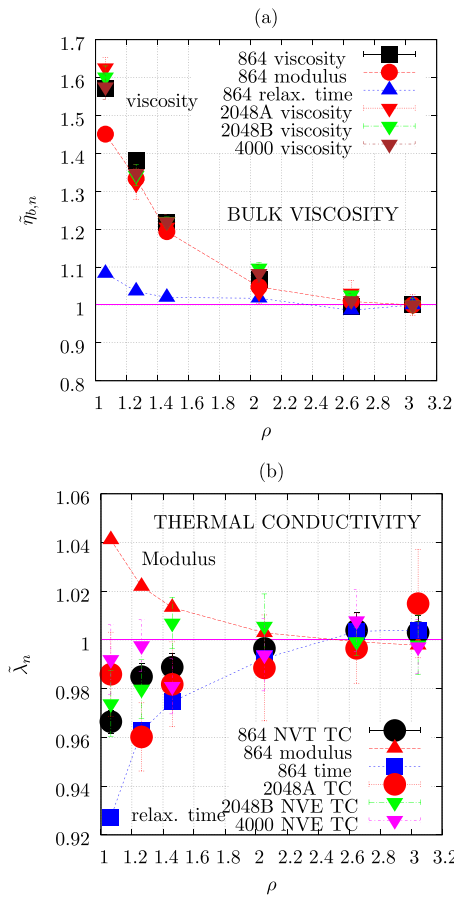 (a)
1.7
1.6
1.5
1.4
1.3
1.2
1.1
1
0.9
0.8
864 viscosity
864 modulus
864 relax. time
2048A viscosity
2048B viscosity
4000 viscosity
viscosity
BULK VISCOSITY
η̃b,n
1 1.2 1.4 1.6 1.8 2 2.2 2.4 2.6 2.8 3 3.2
ρ
(b)
1.06
1.04
1.02
1
0.98
0.96
0.94
0.92
THERMAL CONDUCTIVITY
Modulus
λ̃n
864 NVT TC
864 modulus
864 time
2048A TC
2048B NVE TC
4000 NVE TC
relax. time
1 1.2 1.4 1.6 1.8 2 2.2 2.4 2.6 2.8 3 3.2
ρ